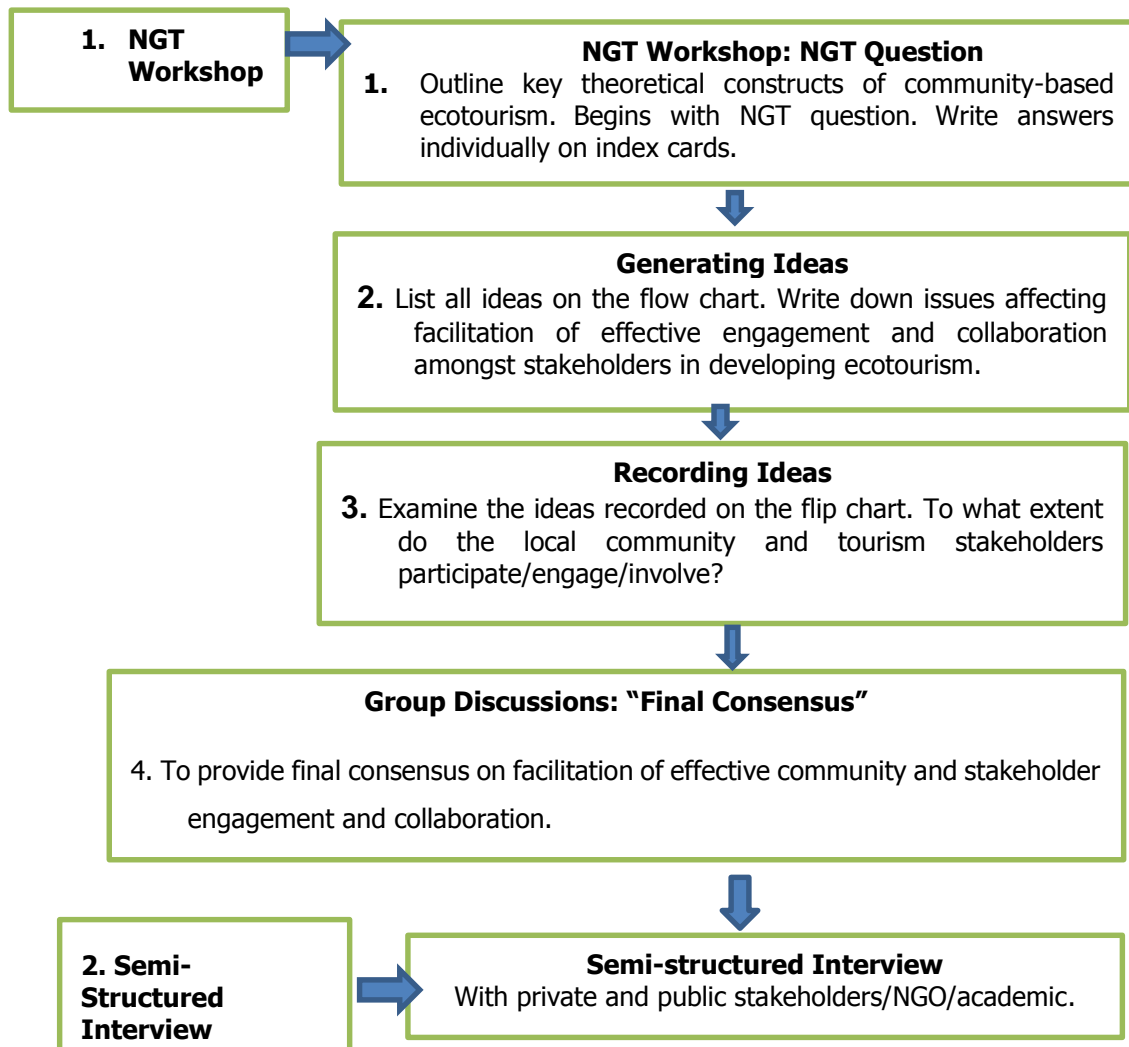 1. NGT
Workshop
NGT Workshop: NGT Question
1. Outline key theoretical constructs of community-based
ecotourism. Begins with NGT question. Write answers
individually on index cards.
Generating Ideas
2. List all ideas on the flow chart. Write down issues affecting
facilitation of effective engagement and collaboration
amongst stakeholders in developing ecotourism.
Recording Ideas
3. Examine the ideas recorded on the flip chart. To what extent
do the local community and tourism stakeholders
participate/engage/involve?
Group Discussions: “Final Consensus”
4. To provide final consensus on facilitation of effective community and stakeholder
engagement and collaboration.
2. Semi-
Structured
Interview
Semi-structured Interview
With private and public stakeholders/NGO/academic.